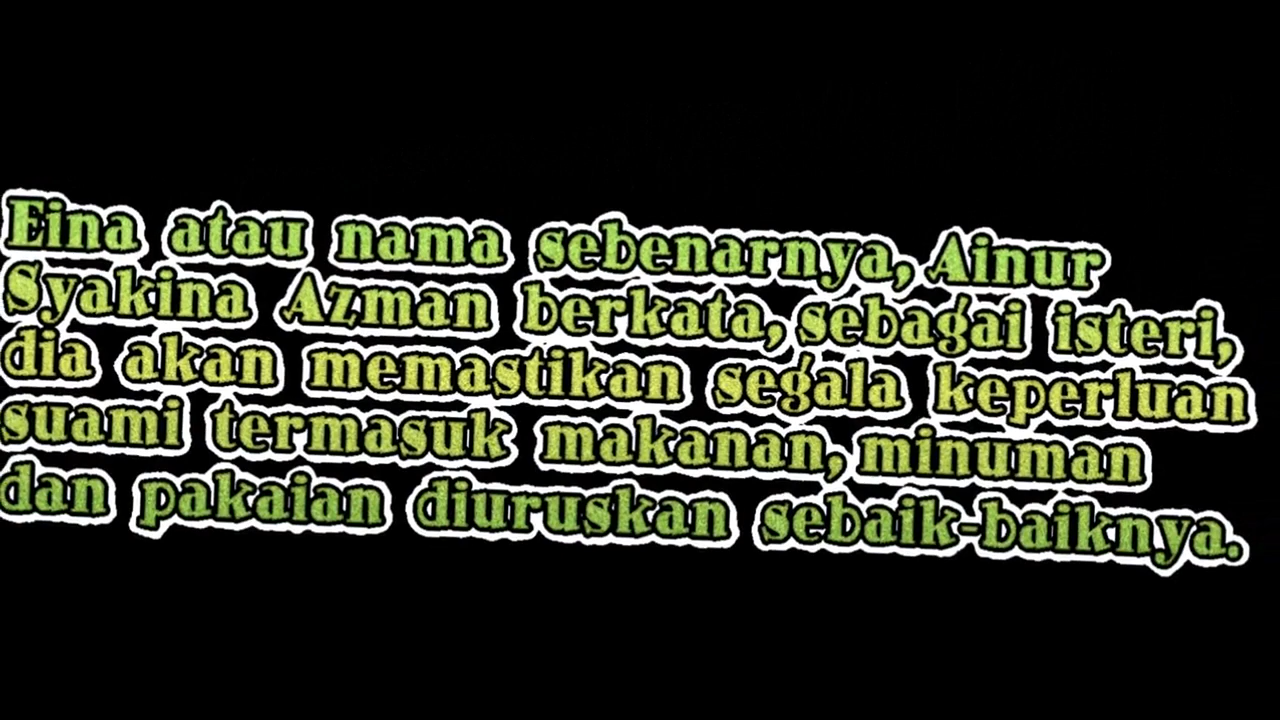 Eina atau nama sebenarnya, Ainur
Syakina Azman berkata, sebagai isteri,
dia akan memastikan segala keperluan
suami termasuk makanan, minuman
dan pakaian diuruskan sebaik-baiknya.